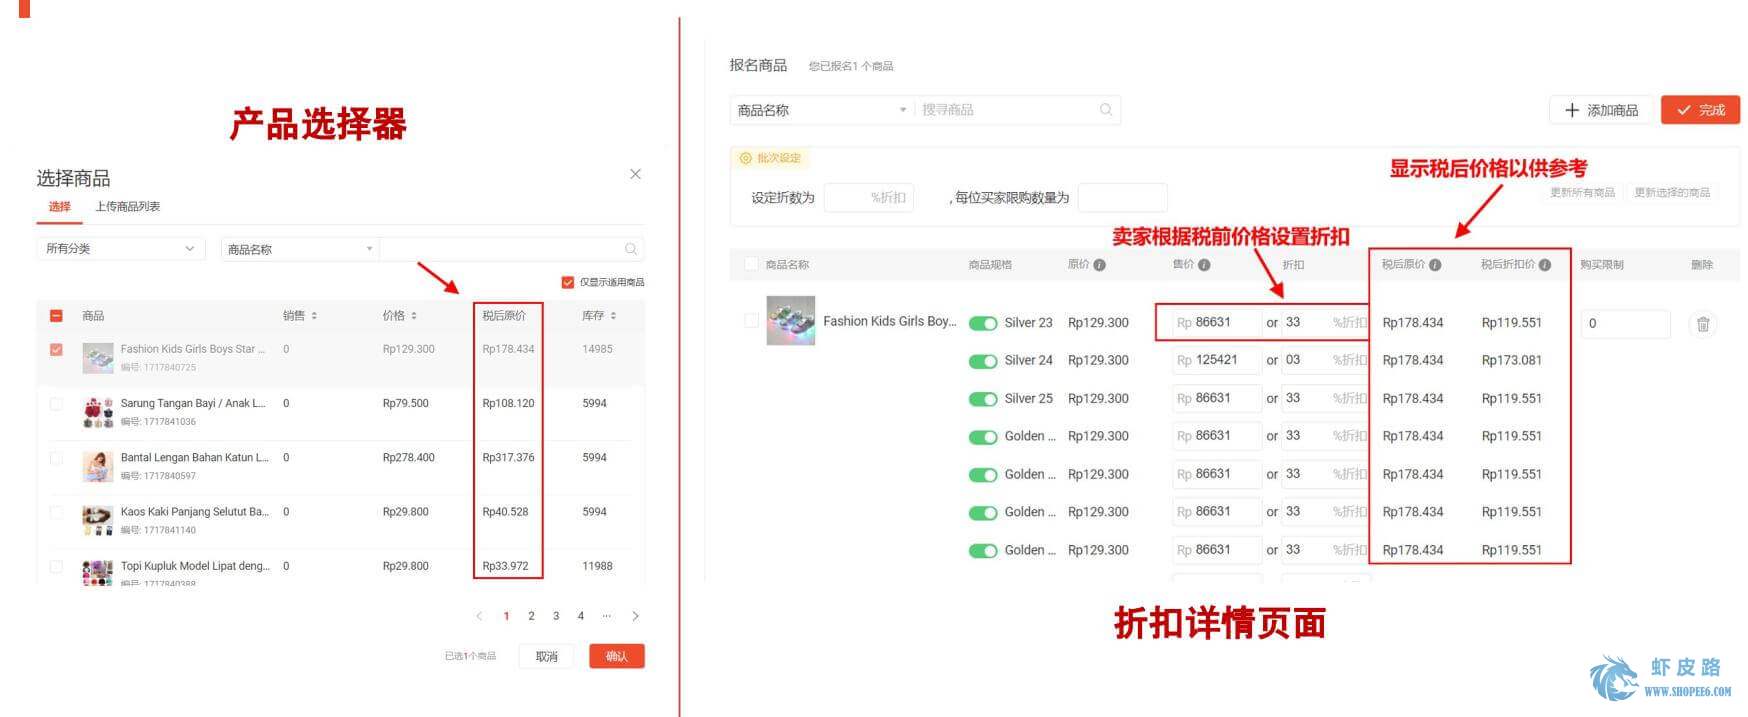 产品选择器
选择商品
选择 上传商品列表
所有分类 商品名称
仅显示适用商品
商品 销售 价格 税后原价 库存
Fashion Kids Girls Boys Star ... 0 Rp129.300 Rp178.434 14985
编号: 1717840725
Sarung Tangan Bayi / Anak L... 0 Rp79.500 Rp108.120 5994
编号: 1717841036
Bantal Lengan Bahan Katun L... 0 Rp278.400 Rp317.376 5994
编号: 1717840597
Kaos Kaki Panjang Selutut Ba... 0 Rp29.800 Rp40.528 5994
编号: 1717841140
Topi Kupluk Model Lipat deng... 0 Rp29.800 Rp33.972 11988
编号: 1717840388
1 2 3 4 ...
已选1个商品 取消 确认
报名商品 您已报名1 个商品
商品名称 搜寻商品 添加商品 完成
批次设定
显示税后价格以供参考
设定折数为 %折扣 ,每位买家限购数量为 更新所有商品 更新选择的商品
卖家根据税前价格设置折扣
商品名称 商品规格 原价 售价 折扣 税后原价 税后折扣价 购买限制 删除
Fashion Kids Girls Boy... Silver 23 Rp129.300 Rp 86631 or 33 %折扣 Rp178.434 Rp119.551 0
Silver 24 Rp129.300 Rp 125421 or 03 %折扣 Rp178.434 Rp173.081
Silver 25 Rp129.300 Rp 86631 or 33 %折扣 Rp178.434 Rp119.551
Golden ... Rp129.300 Rp 86631 or 33 %折扣 Rp178.434 Rp119.551
Golden ... Rp129.300 Rp 86631 or 33 %折扣 Rp178.434 Rp119.551
Golden ... Rp129.300 Rp 86631 or 33 %折扣 Rp178.434 Rp119.551
Golden ... Rp129.300 Rp 86631 or 33 %折扣 Rp178.434 Rp119.551
折扣详情页面
虾皮路
WWW.SHOPEE6.COM